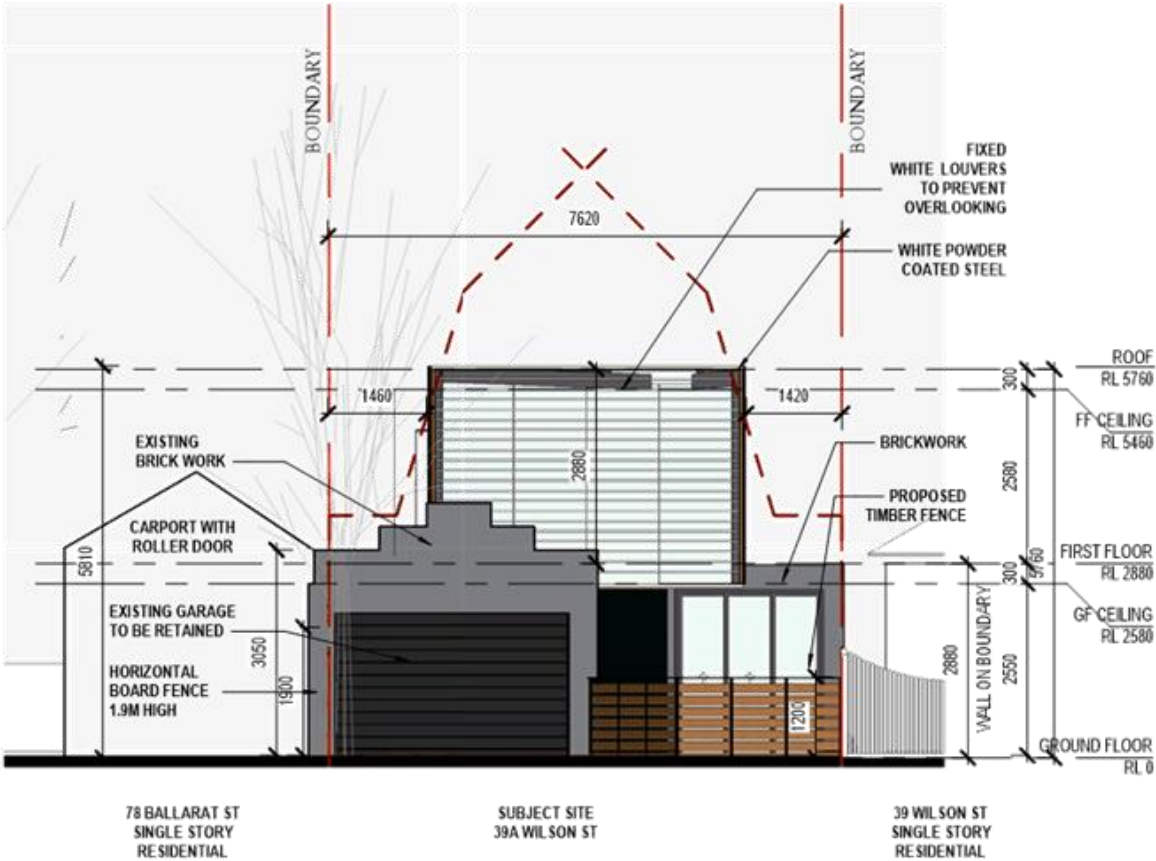 BOUNDARY
BOUNDARY
FIXED
WHITE LOUVERS
TO PREVENT
OVERLOOKING
7620
WHITE POWDER
COATED STEEL
ROOF
RL 5760
300
1460
1420
FF CEILING
RL 5460
EXISTING
BRICK WORK
BRICKWORK
2880
2580
PROPOSED
TIMBER FENCE
CARPORT WITH
ROLLER DOOR
5810
FIRST FLOOR
RL 2880
300
5760
EXISTING GARAGE
TO BE RETAINED
GF CEILING
RL 2580
3050
HORIZONTAL
BOARD FENCE
1.9M HIGH
1900
1200
2880
WALL ON BOUNDARY
2550
GROUND FLOOR
RL 0
78 BALLARAT ST
SINGLE STORY
RESIDENTIAL
SUBJECT SITE
39A WILSON ST
39 WILSON ST
SINGLE STORY
RESIDENTIAL